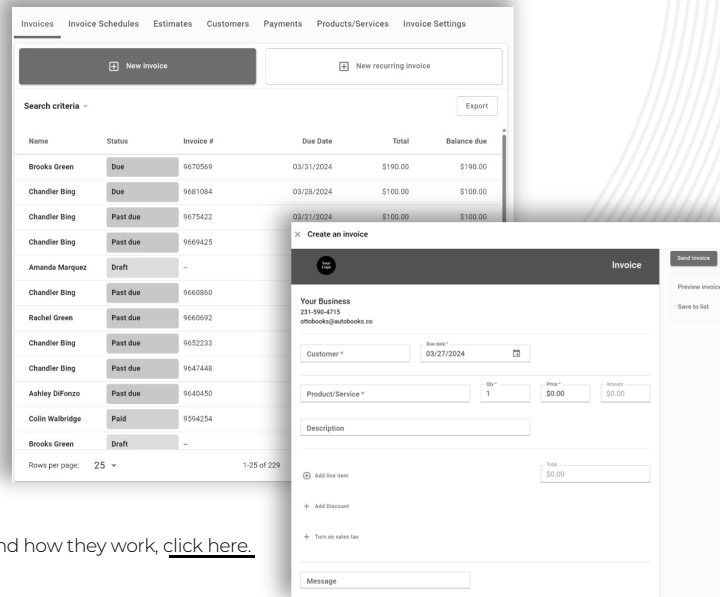 Invoices Invoice Schedules Estimates Customers Payments Products/Services Invoice Settings
New invoice New recurring invoice
Search criteria Export
Name Status Invoice # Due Date Total Balance due
Brooks Green Due 9670569 03/31/2024 $190.00 $190.00
Chandler Bing Due 9681084 03/28/2024 $100.00 $100.00
Chandler Bing Past due 9675422 03/21/2024 $100.00 $100.00
Chandler Bing Past due 9669425
Amanda Marquez Draft --
Chandler Bing Past due 9660860
Rachel Green Past due 9660692
Chandler Bing Past due 9652233
Chandler Bing Past due 9647448
Ashley DiFonzo Past due 9640450
Colin Walbridge Paid 9594254
Brooks Green Draft --
Rows per page: 25 1-25 of 229
Create an invoice
Your Logo
Invoice
Send invoice
Preview invoice
Save to list
Your Business
231-590-4715
ottobooks@autobooks.co
Customer *
Due date *
03/27/2024
Product/Service *
Qty *
1
Price *
$0.00
Amount
$0.00
Description
Add line item
Total
$0.00
+ Add Discount
+ Turn on sales tax
Message
nd how they work, click here.